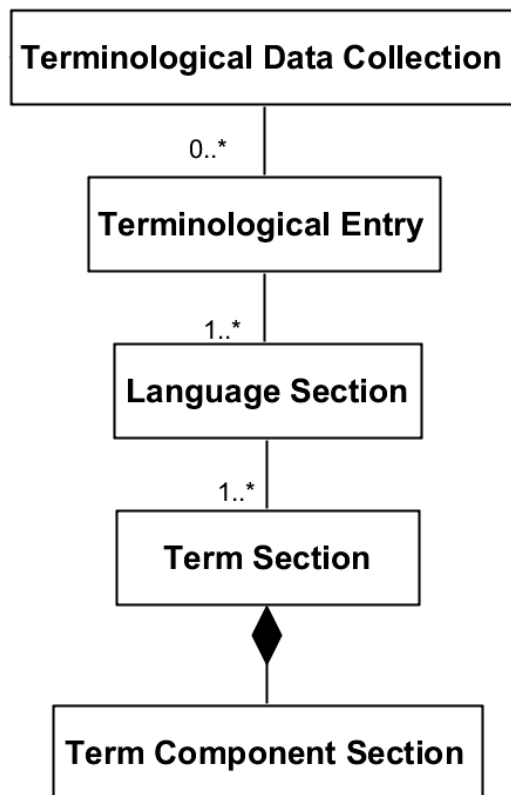 Terminological Data Collection
0..*
Terminological Entry
1..*
Language Section
1..*
Term Section
Term Component Section